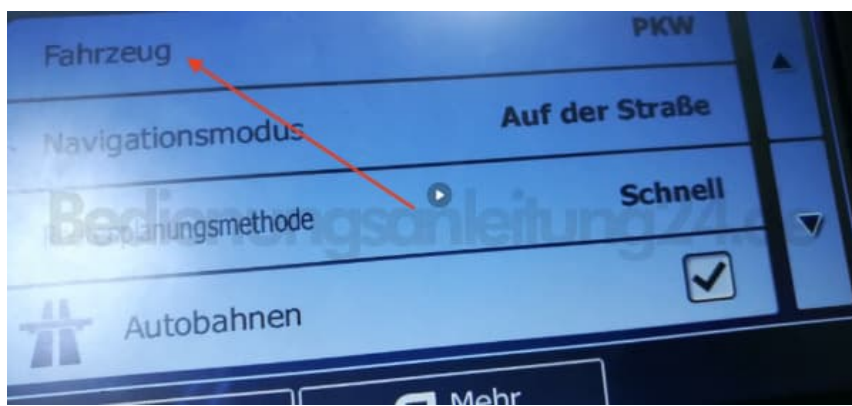 Fahrzeug PKW
Navigationsmodus Auf der Straße
Schnell
Autobahnen
Mehr
Bedienungsanleitung24.de